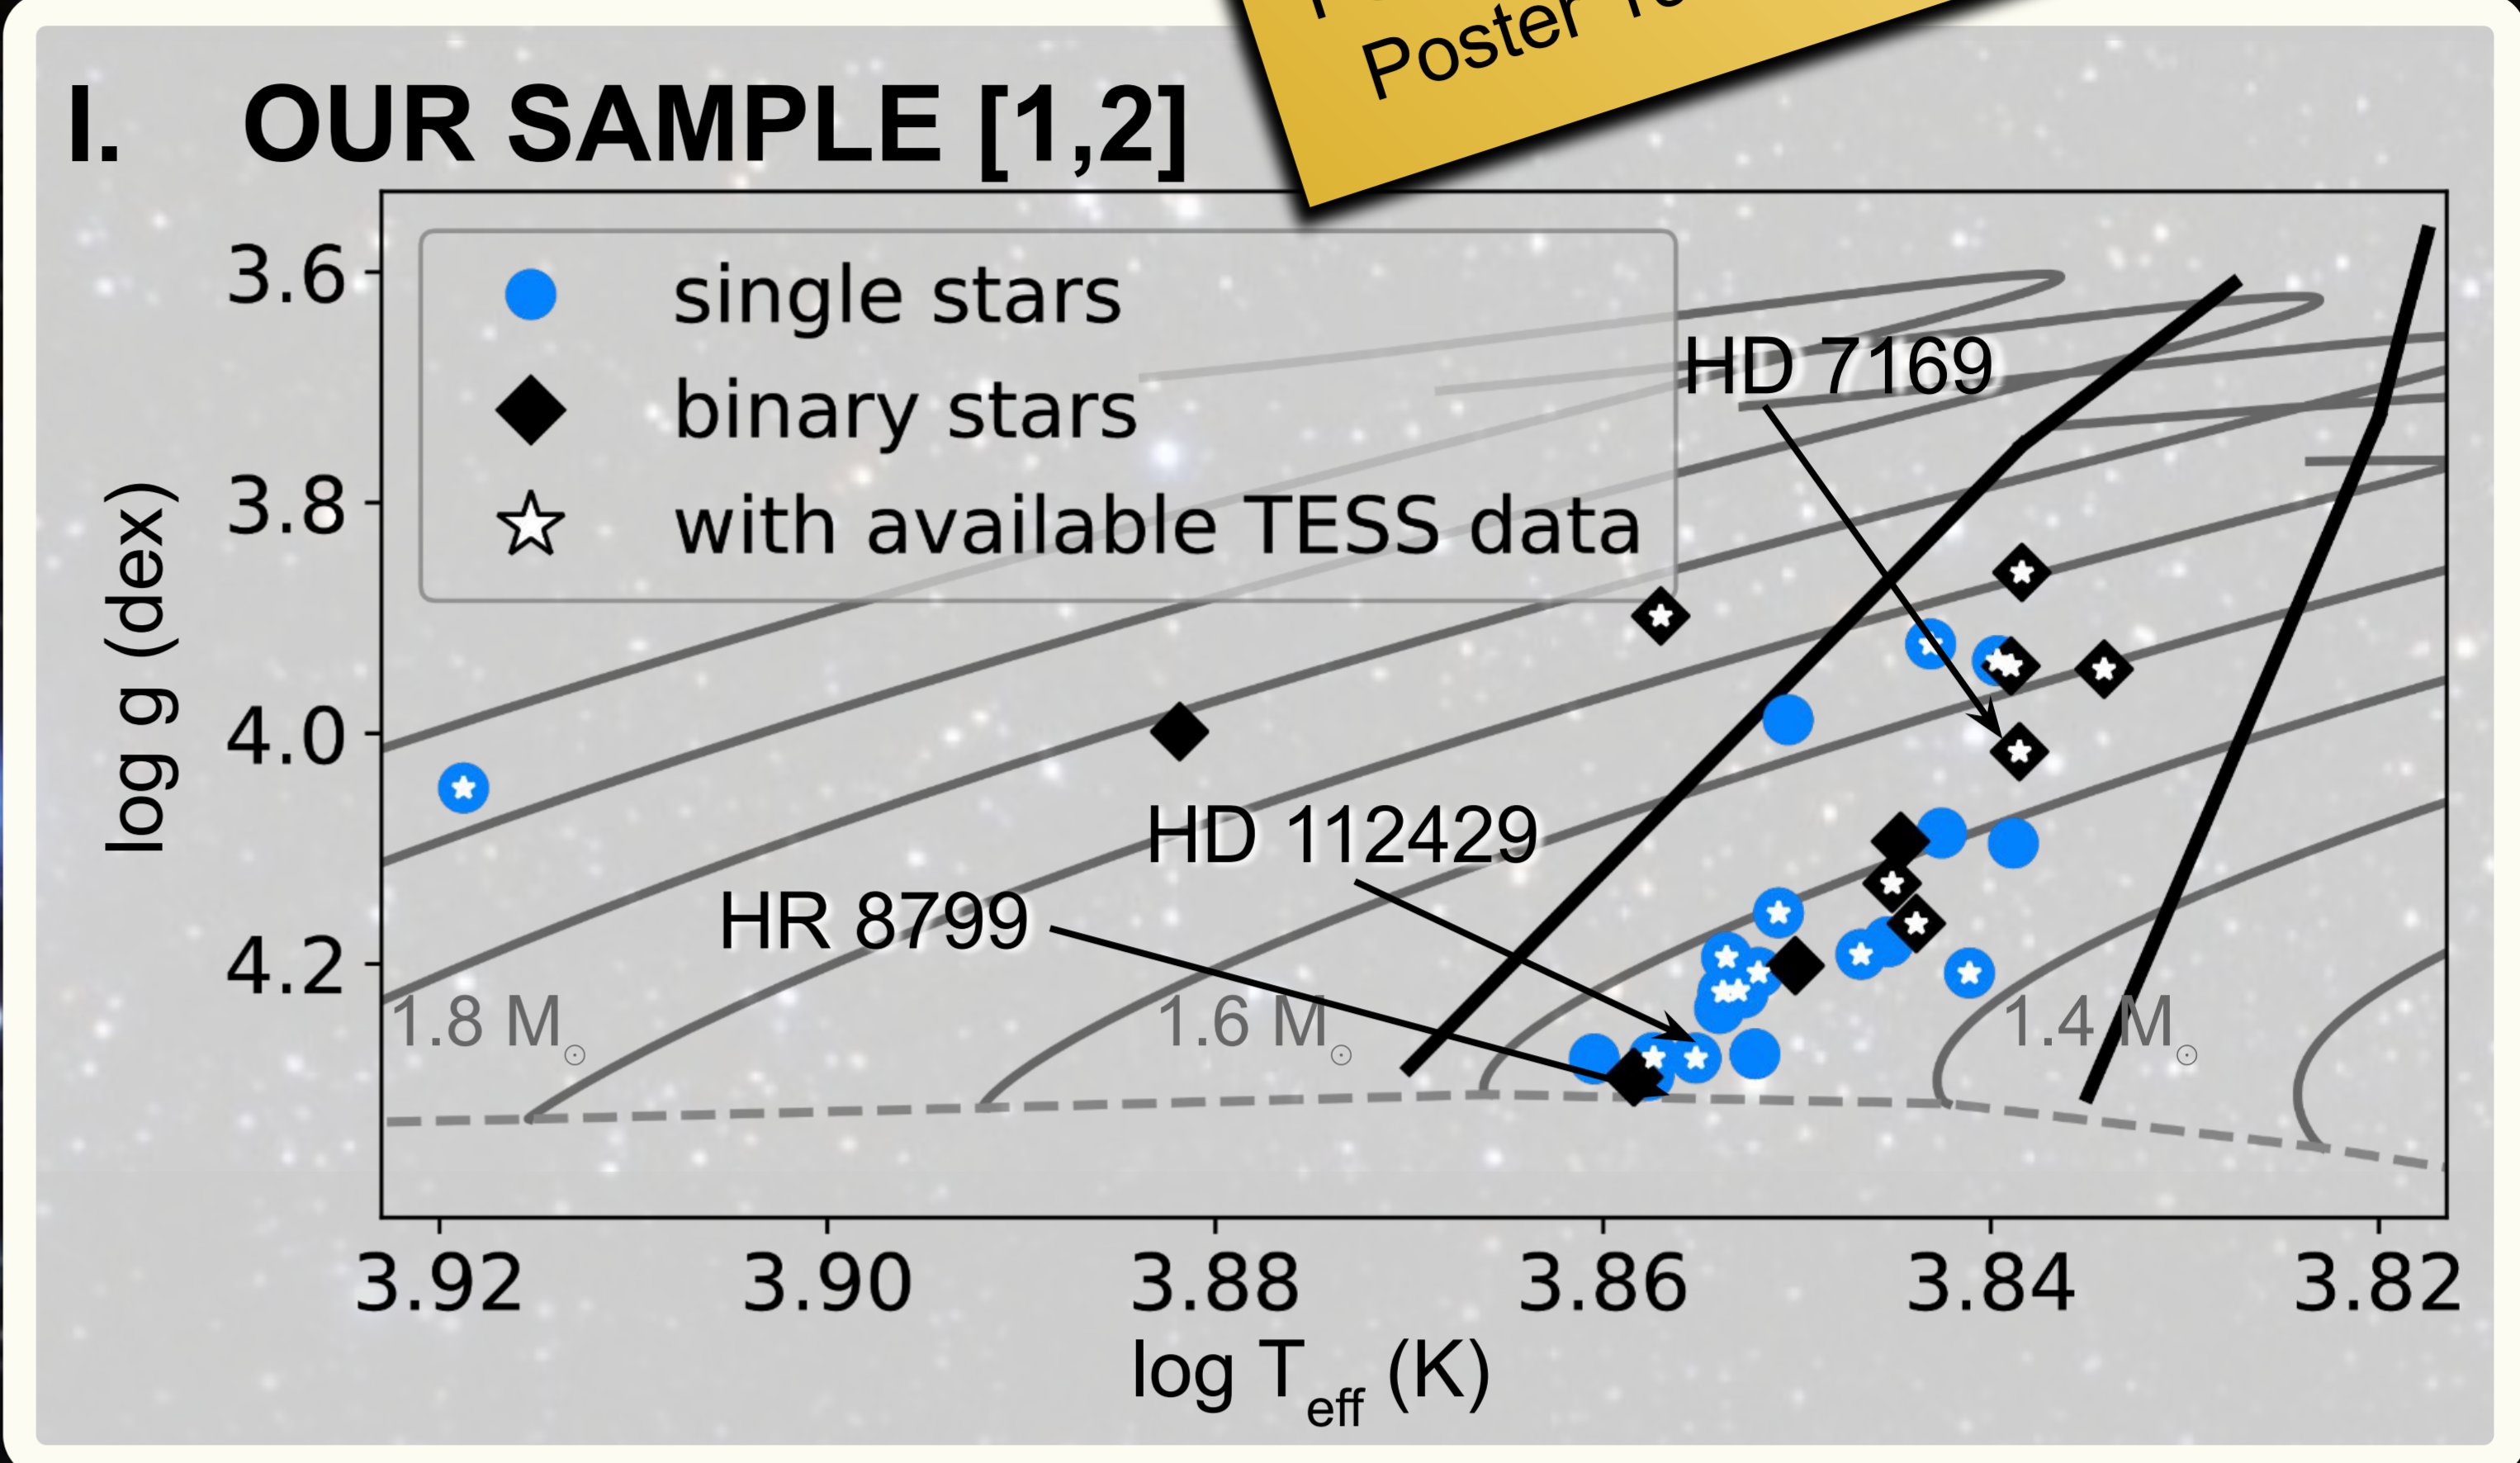 Poster
I. OUR SAMPLE [1,2]
single stars
binary stars
with available TESS data
HD 7169
HD 112429
HR 8799
1.8 M☉
1.6 M☉
1.4 M☉
log g (dex)
3.6
3.8
4.0
4.2
3.92 3.90 3.88 3.86 3.84 3.82
log Teff (K)